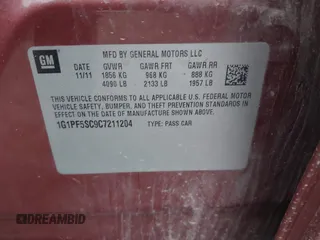 GM
MFD BY GENERAL MOTORS LLC
11/11 GVWR GAWR FRT GAWR RR
1856 KG 968 KG 888 KG
4090 LB 2133 LB 1957 LB
THIS VEHICLE CONFORMS TO ALL APPLICABLE U.S. FEDERAL
MOTOR VEHICLE SAFETY, BUMPER, AND THEFT PREVENTION
STANDARDS IN EFFECT ON THE DATE OF MANUFACTURE
SHOWN ABOVE.
1G1PF5SC9C7211204 TYPE: PASS CAR
DREAMBID